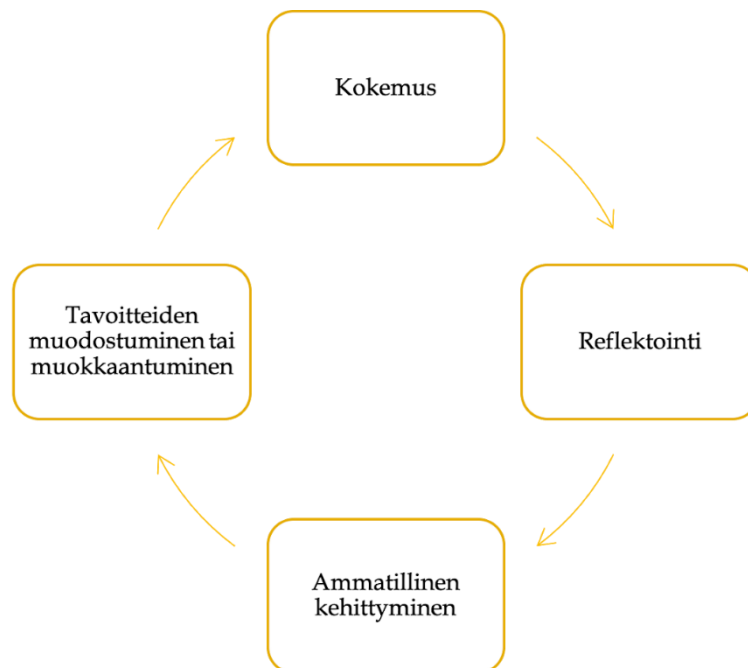 Kokemus
Reflektointi
Ammatillinen
kehittyminen
Tavoitteiden
muodostuminen tai
muokkaantuminen